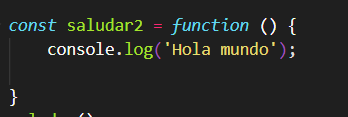 const saludar2 = function () {
    console.log('Hola mundo');
}